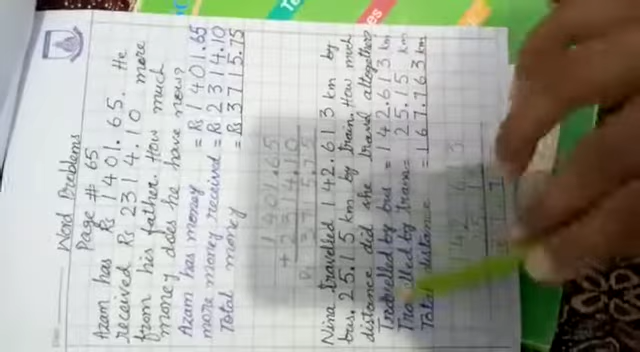 Word Problems
Page # 65
Azam has Rs 1401.65. He
received Rs 2314.10
from his father. How much more
money does he have now?
Azam has money = Rs 1401.65
more money received = Rs 2314.10
Total money = Rs 3715.75
1401.65
+ 2314.10
3715.75
Nina travelled 142.613 km by
bus. 25.15 km by train. How much
distance did she travel altogether?
Travelled by bus = 142.613 km
Travelled by train = 25.15 km
Total distance = 167.763 km